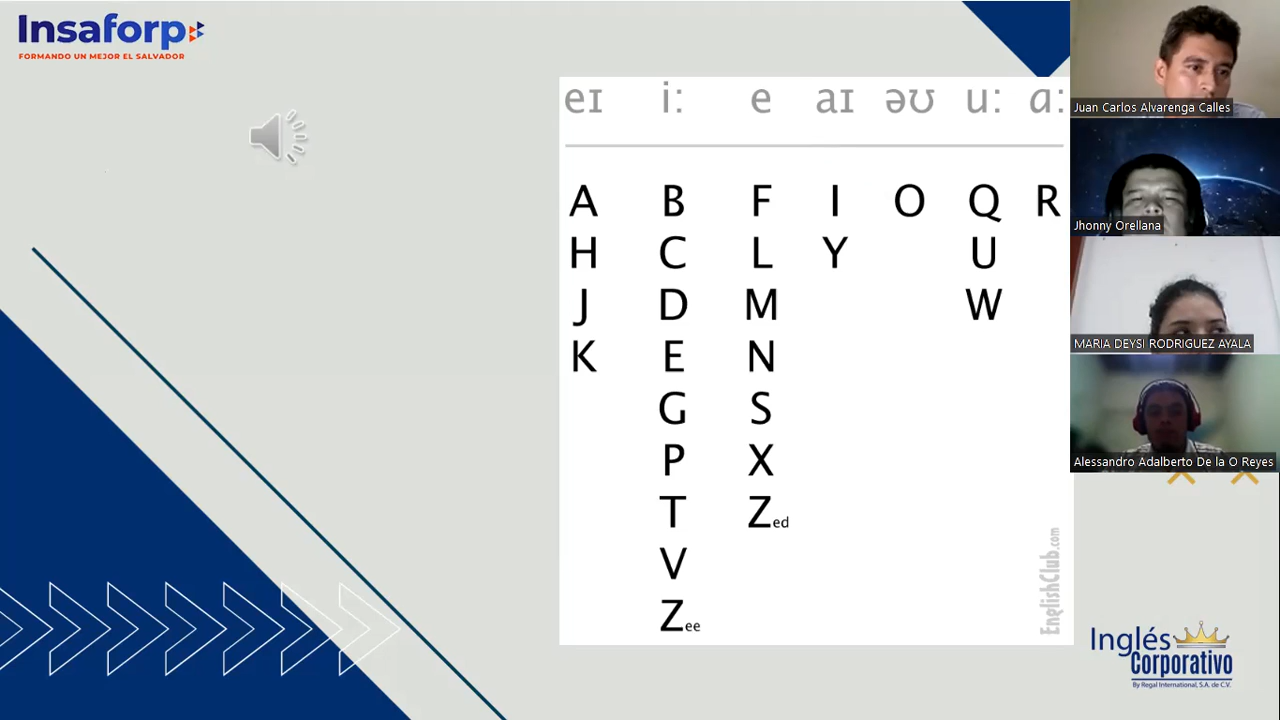 Insaforp
FORMANDO UN MEJOR EL SALVADOR
eɪ i: e aɪ əʊ u: ɑ:
A B F I O Q R
H C L Y U
J D M W
K E N
G S
P X
T Zed
V
Zee
EnglishClub.com
Juan Carlos Alvarenga Calles
Jhonny Orellana
MARIA DEYSI RODRIGUEZ AYALA
Alessandro Adalberto De la O Reyes
Inglés
Corporativo
By Regal International, S.A. de C.V.